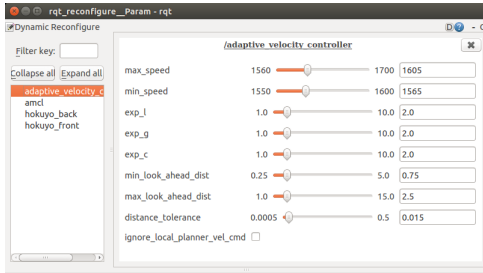 rqt_reconfigure__Param - rqt
Dynamic Reconfigure D
Filter key:
Collapse all Expand all
adaptive_velocity_c
amcl
hokuyo_back
hokuyo_front
/adaptive_velocity_controller
max_speed 1560 1700 1605
min_speed 1550 1600 1565
exp_l 1.0 10.0 2.0
exp_g 1.0 10.0 2.0
exp_c 1.0 10.0 2.0
min_look_ahead_dist 0.25 5.0 0.75
max_look_ahead_dist 1.0 15.0 2.5
distance_tolerance 0.0005 0.5 0.015
ignore_local_planner_vel_cmd